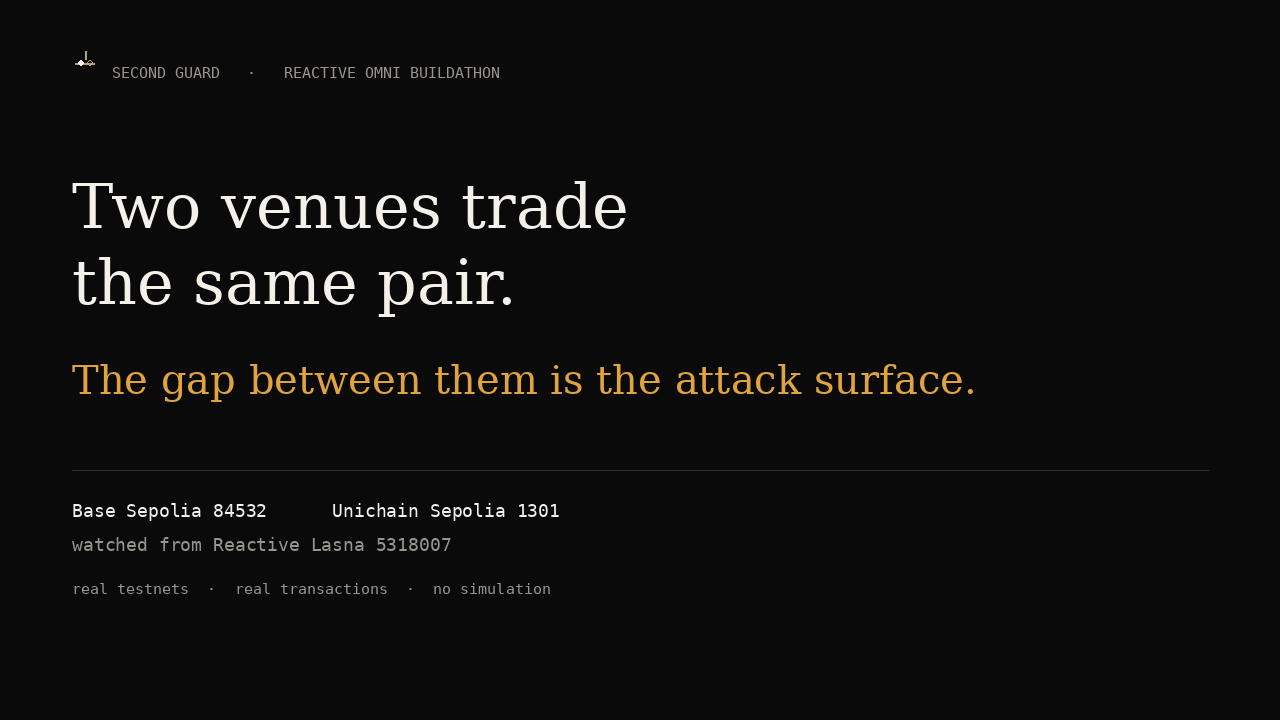 SECOND GUARD · REACTIVE OMNI BUILDATHON
Two venues trade
the same pair.
The gap between them is the attack surface.
Base Sepolia 84532 Unichain Sepolia 1301
watched from Reactive Lasna 5318007
real testnets · real transactions · no simulation